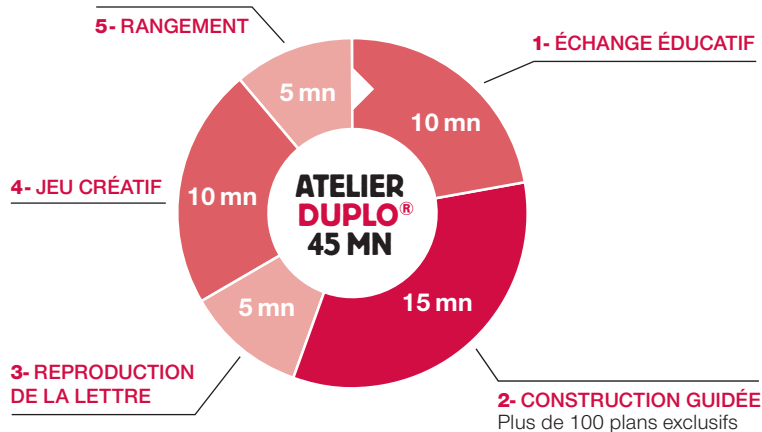 5- RANGEMENT
1- ÉCHANGE ÉDUCATIF
5 mn
10 mn
4- JEU CRÉATIF
10 mn
ATELIER
DUPLO®
45 MN
15 mn
5 mn
3- REPRODUCTION
DE LA LETTRE
2- CONSTRUCTION GUIDÉE
Plus de 100 plans exclusifs